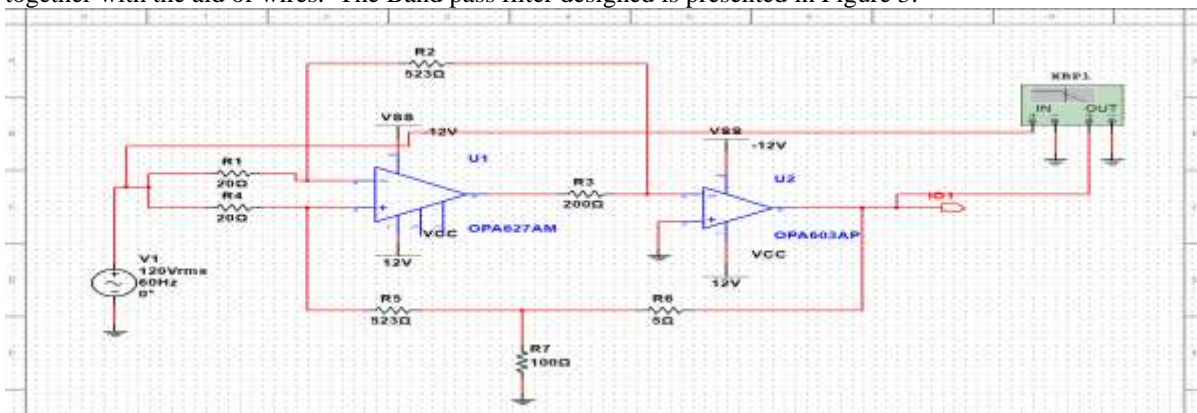 together with the aid of wires. The Band pass filter designed is presented in Figure 3.
R2
523Ω
XBP1
IN OUT
VSS
-12V
VSS
-12V
R1
20Ω
U1
U2
R4
20Ω
R3
200Ω
IO1
VCC
OPA627AM
OPA603AP
12V
VCC
12V
V1
120Vrms
60Hz
0°
R5
523Ω
R6
5Ω
R7
100Ω